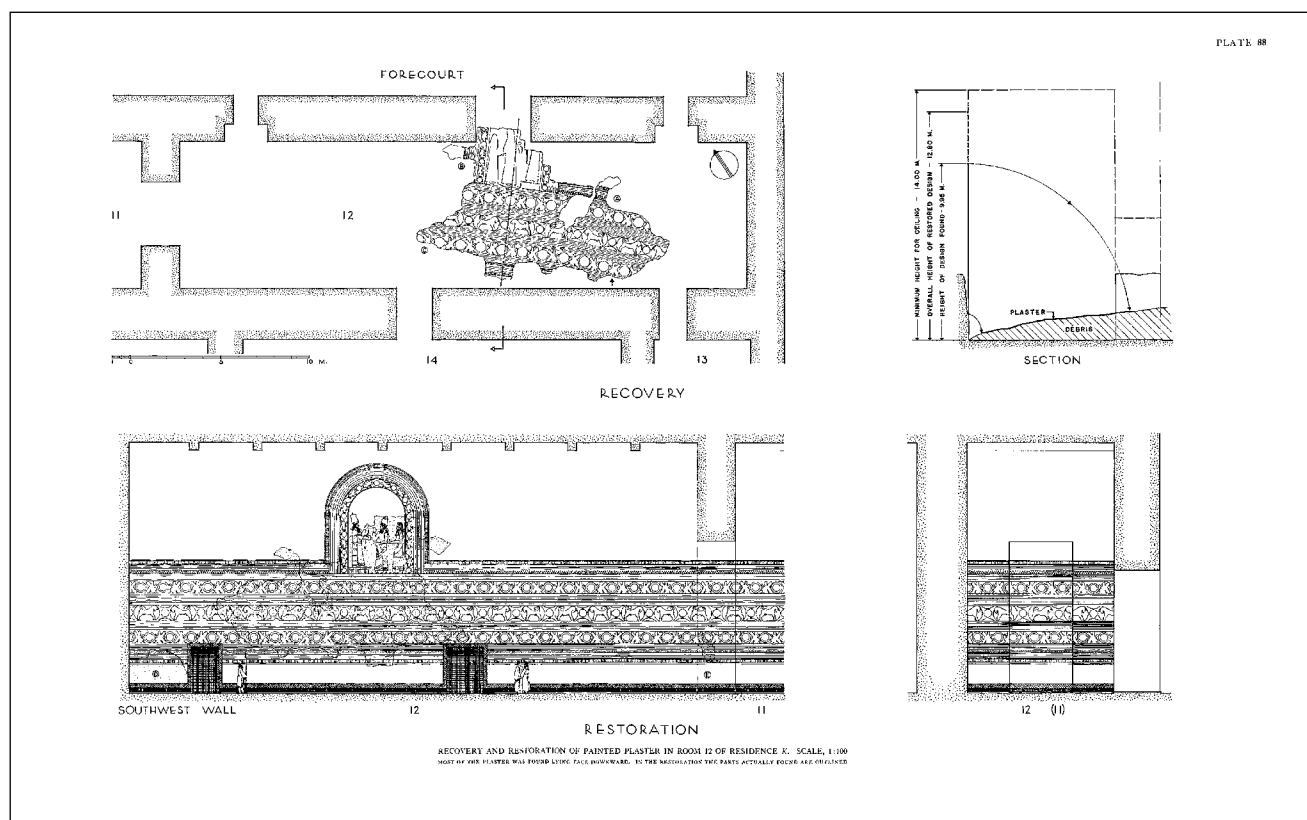 PLATE 88
FORECOURT
11
12
14
13
10 M.
RECOVERY
MINIMUM HEIGHT FOR CEILING - 14.00 M.
OVERALL HEIGHT OF RESTORED DESIGN - 12.80 M.
HEIGHT OF DESIGN FOUND - 9.95 M.
PLASTER
DEBRIS
SECTION
SOUTHWEST WALL
12
11
12 (11)
RESTORATION
RECOVERY AND RESTORATION OF PAINTED PLASTER IN ROOM 12 OF RESIDENCE K. SCALE, 1:100
MOST OF THE PLASTER WAS FOUND LYING FACE DOWNWARD. IN THE RESTORATION THE PARTS ACTUALLY FOUND ARE OUTLINED